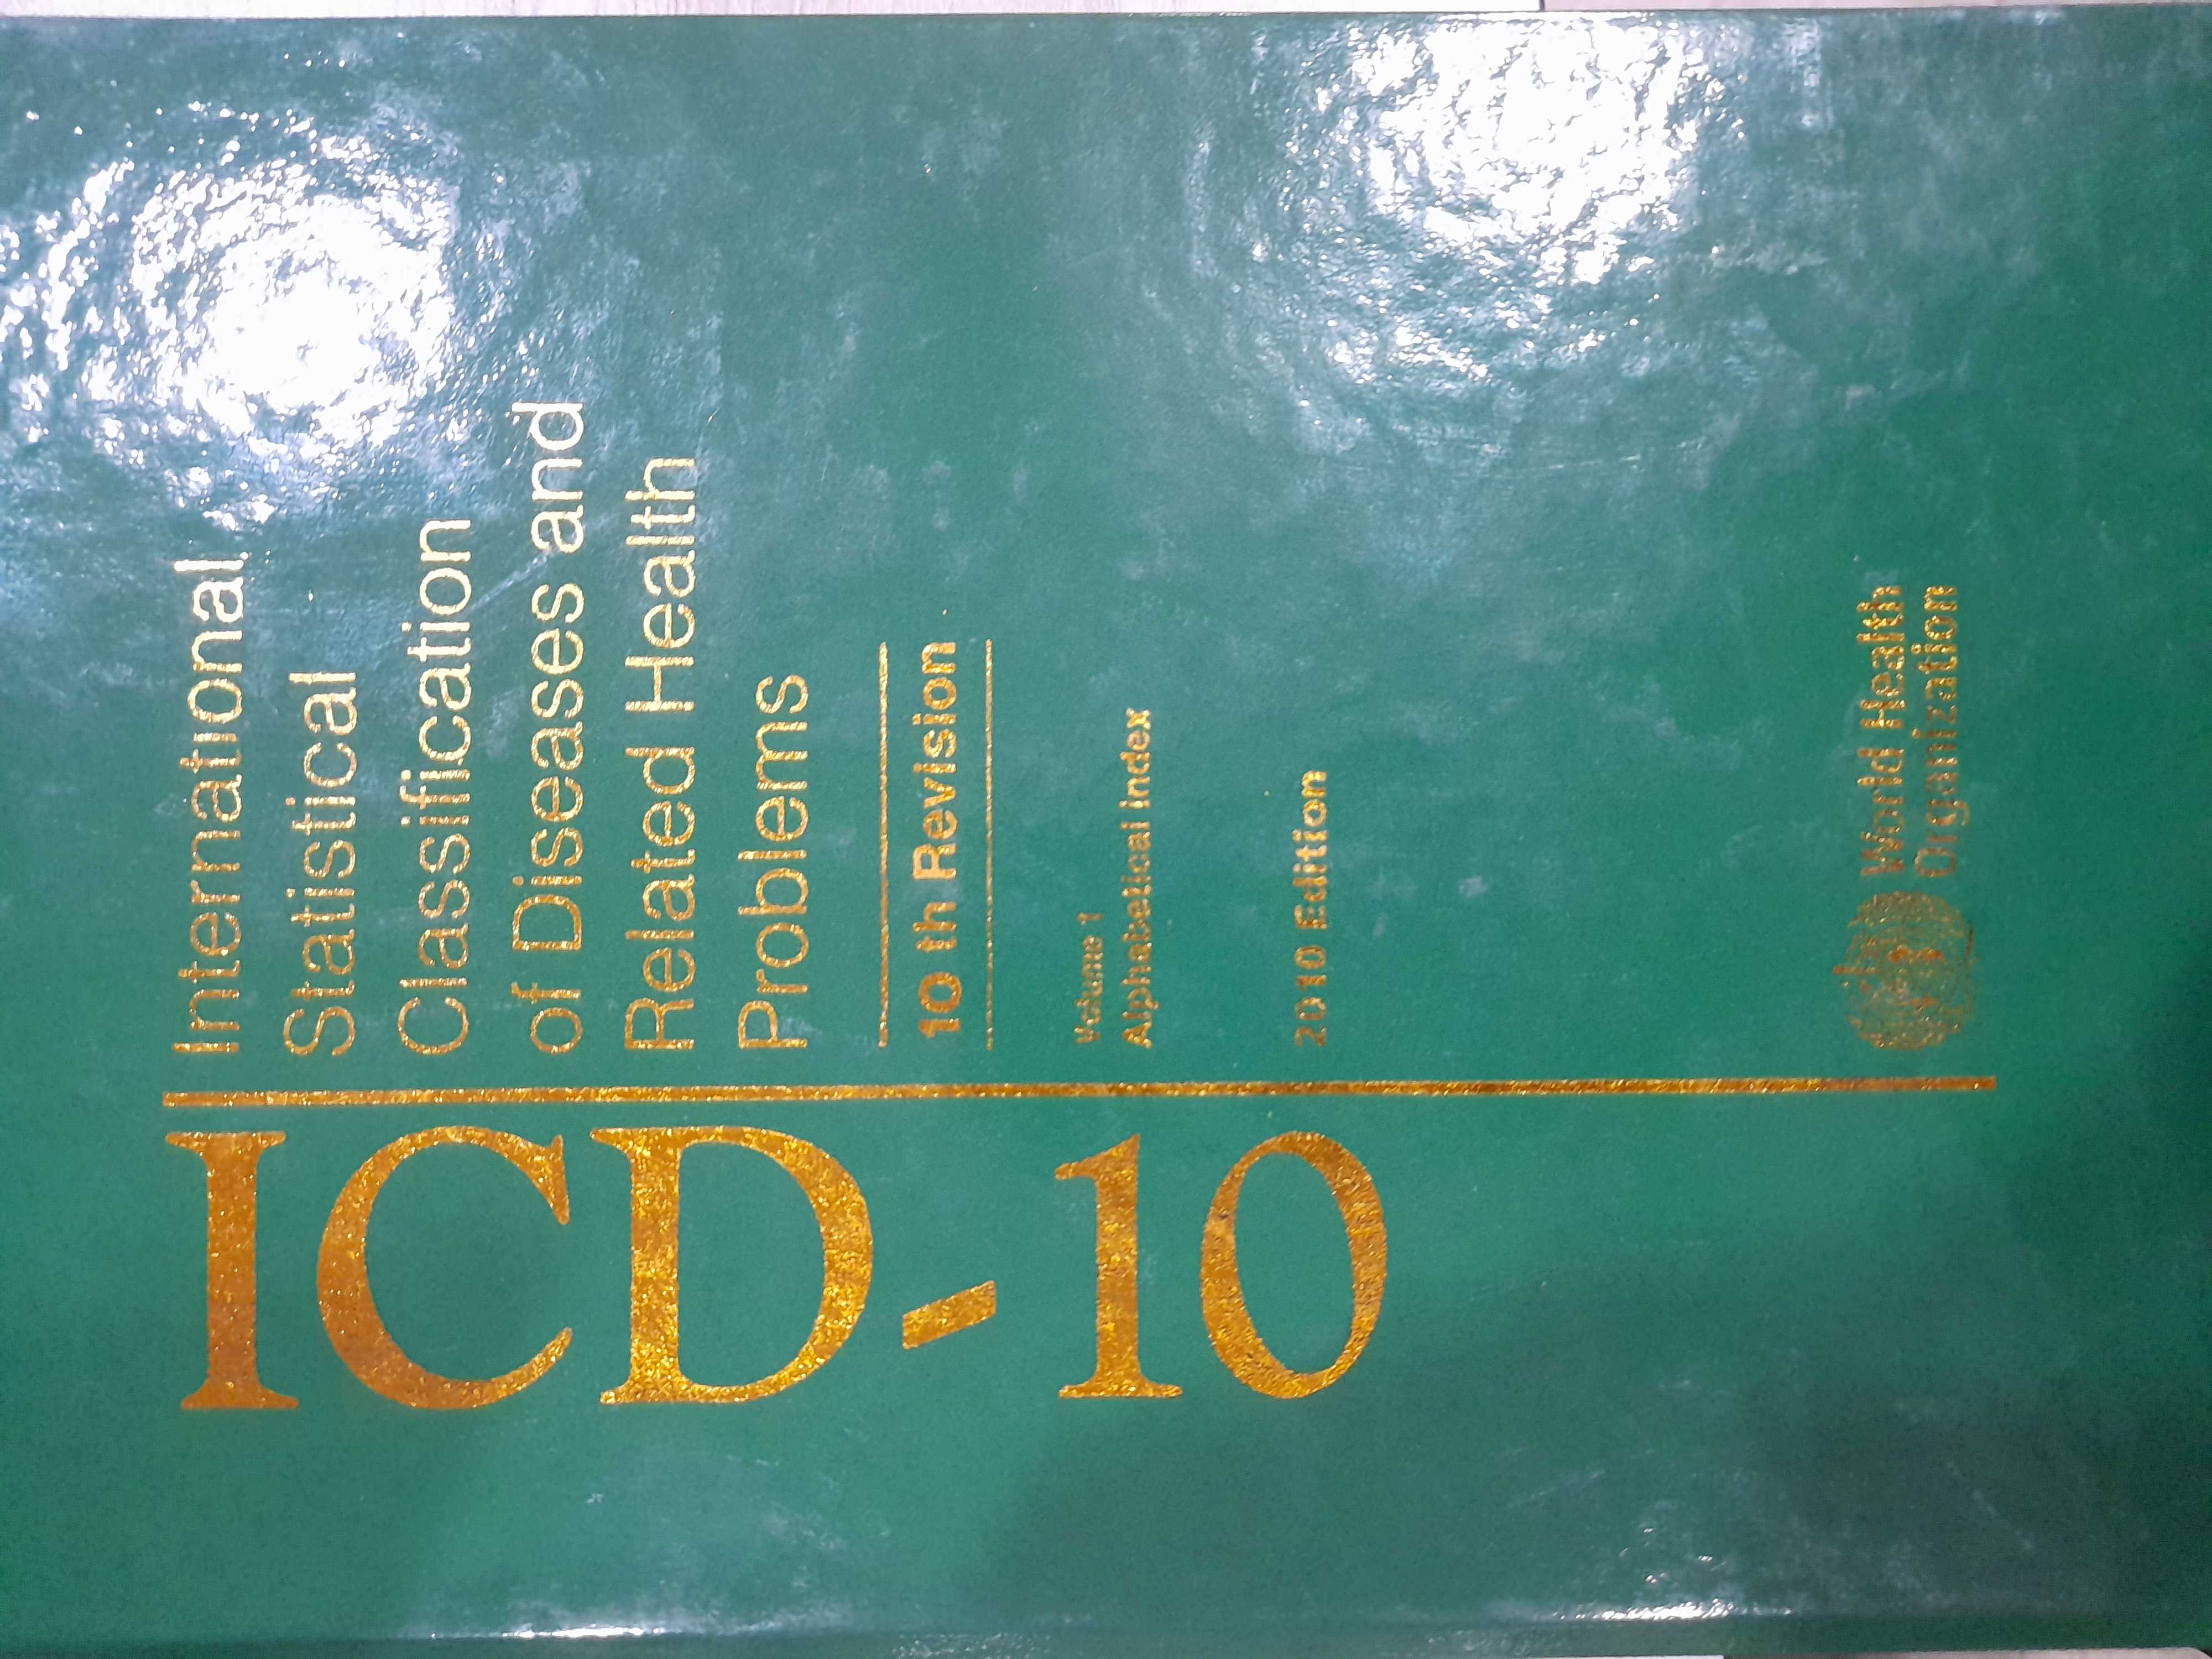 ICD-10
International
Statistical
Classification
of Diseases and
Related Health
Problems
10 th Revision
Volume 1
Alphabetical index
2010 Edition
World Health
Organization